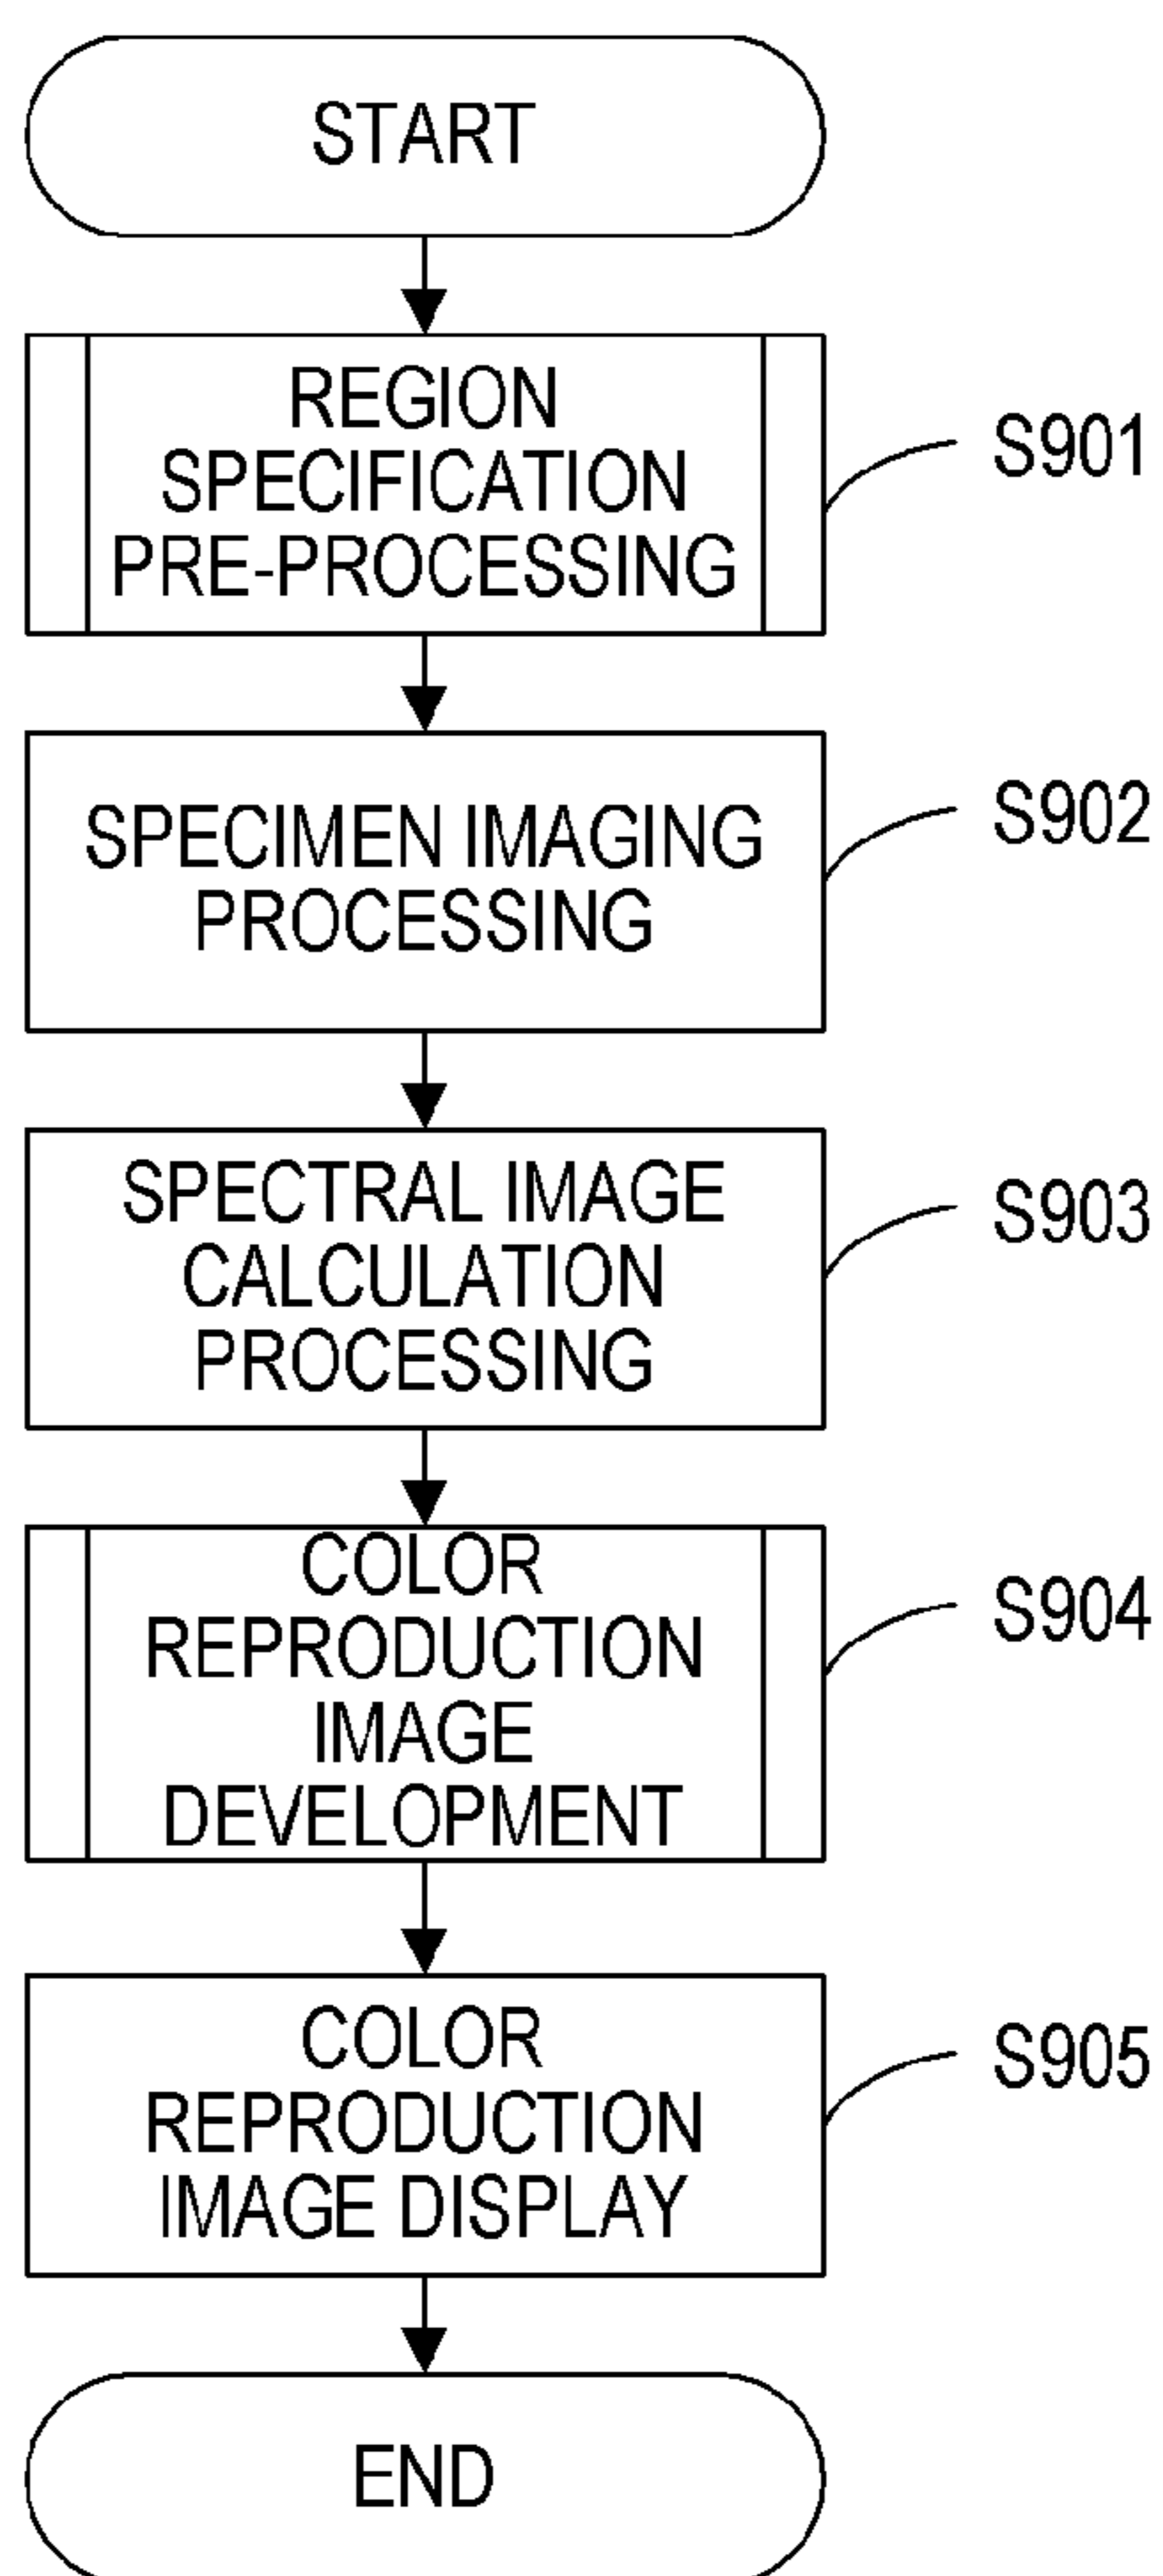 START
REGION
SPECIFICATION
PRE-PROCESSING
S901
SPECIMEN IMAGING
PROCESSING
S902
SPECTRAL IMAGE
CALCULATION
PROCESSING
S903
COLOR
REPRODUCTION
IMAGE
DEVELOPMENT
S904
COLOR
REPRODUCTION
IMAGE DISPLAY
S905
END